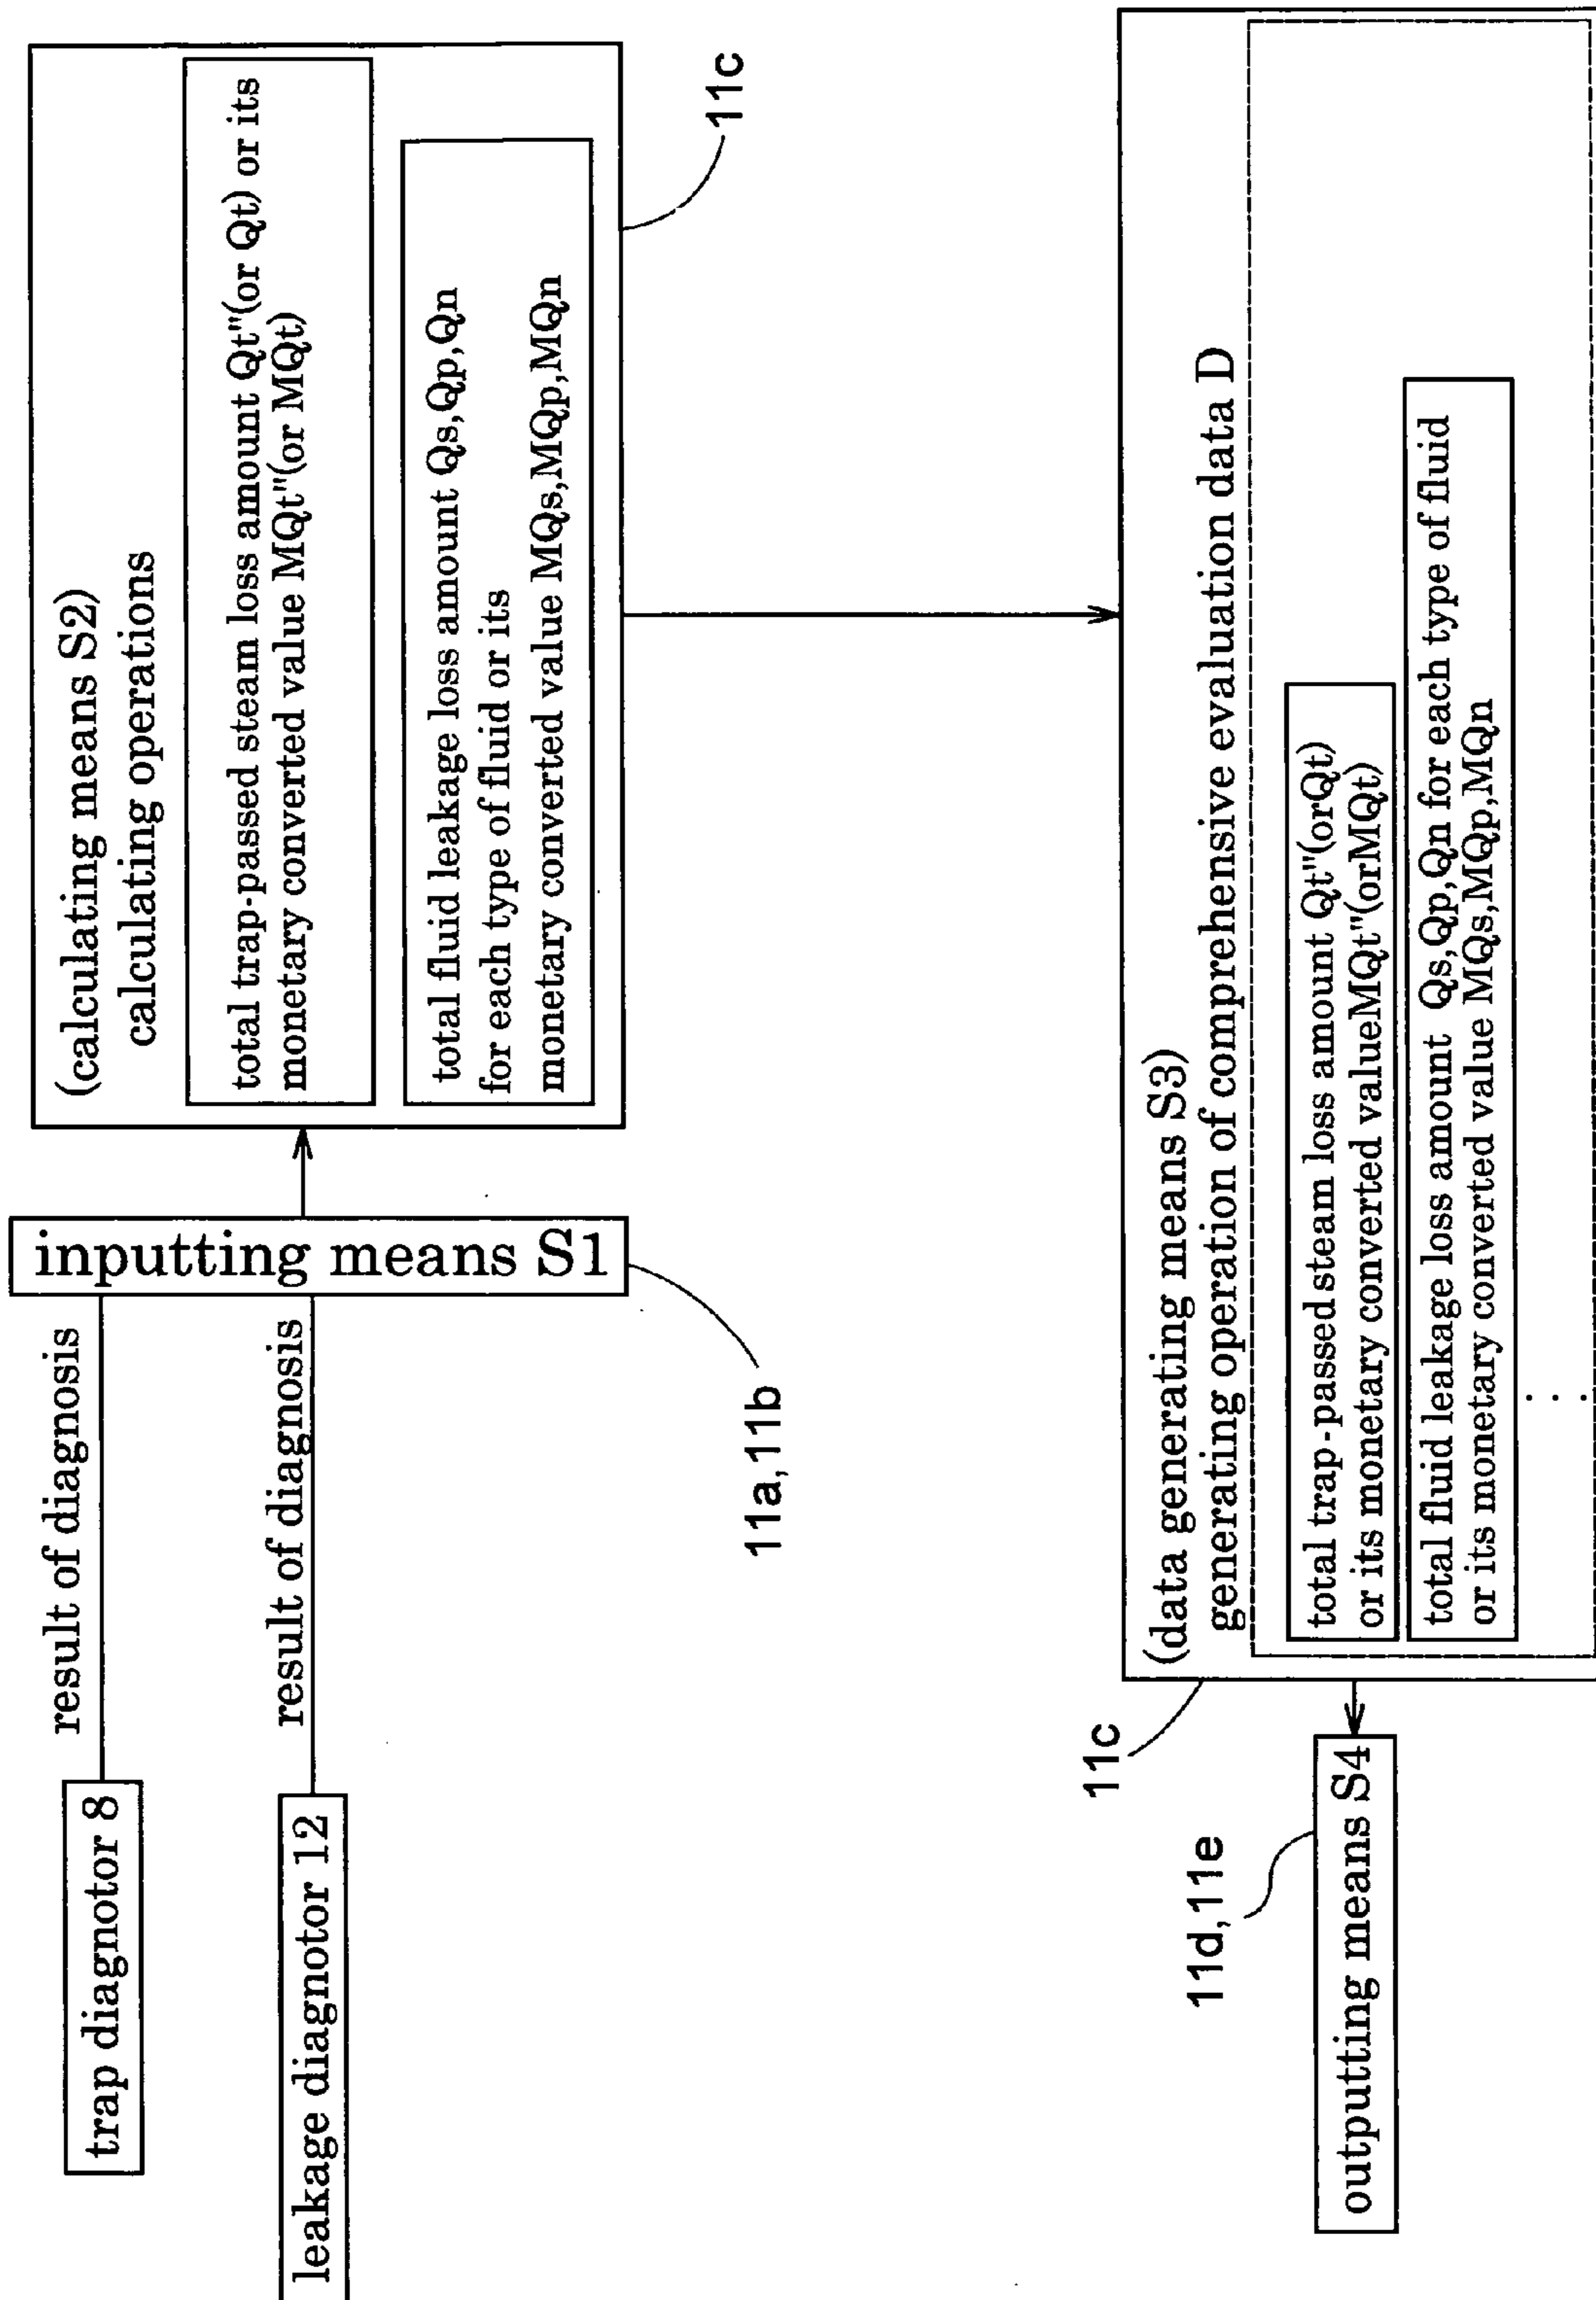 trap diagnotor 8
result of diagnosis
leakage diagnotor 12
result of diagnosis
inputting means S1
11a,11b
(calculating means S2)
calculating operations
total trap-passed steam loss amount Qt"(or Qt) or its
monetary converted value MQt"(or MQt)
total fluid leakage loss amount Qs,Qp,Qn
for each type of fluid or its
monetary converted value MQs,MQp,MQn
11c
(data generating means S3)
generating operation of comprehensive evaluation data D
total trap-passed steam loss amount Qt"(orQt)
or its monetary converted valueMQt"(orMQt)
total fluid leakage loss amount Qs,Qp,Qn for each type of fluid
or its monetary converted value MQs,MQp,MQn
. . .
11c
outputting means S4
11d,11e